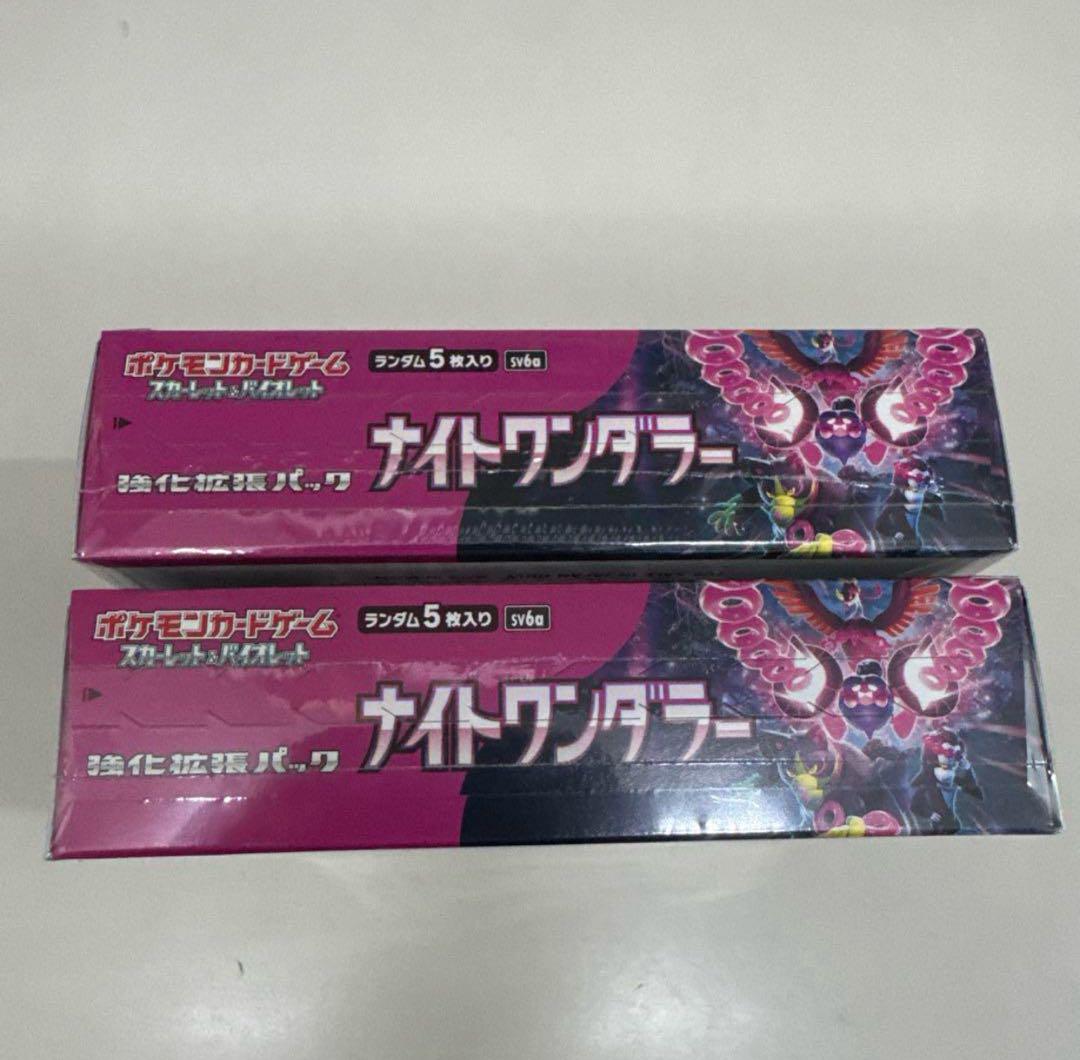 ポケモンカードゲーム
スカーレット&バイオレット
ランダム5枚入り
sv6a
ナイトワンダラー
強化拡張パック
ポケモンカードゲーム
スカーレット&バイオレット
ランダム5枚入り
sv6a
ナイトワンダラー
強化拡張パック